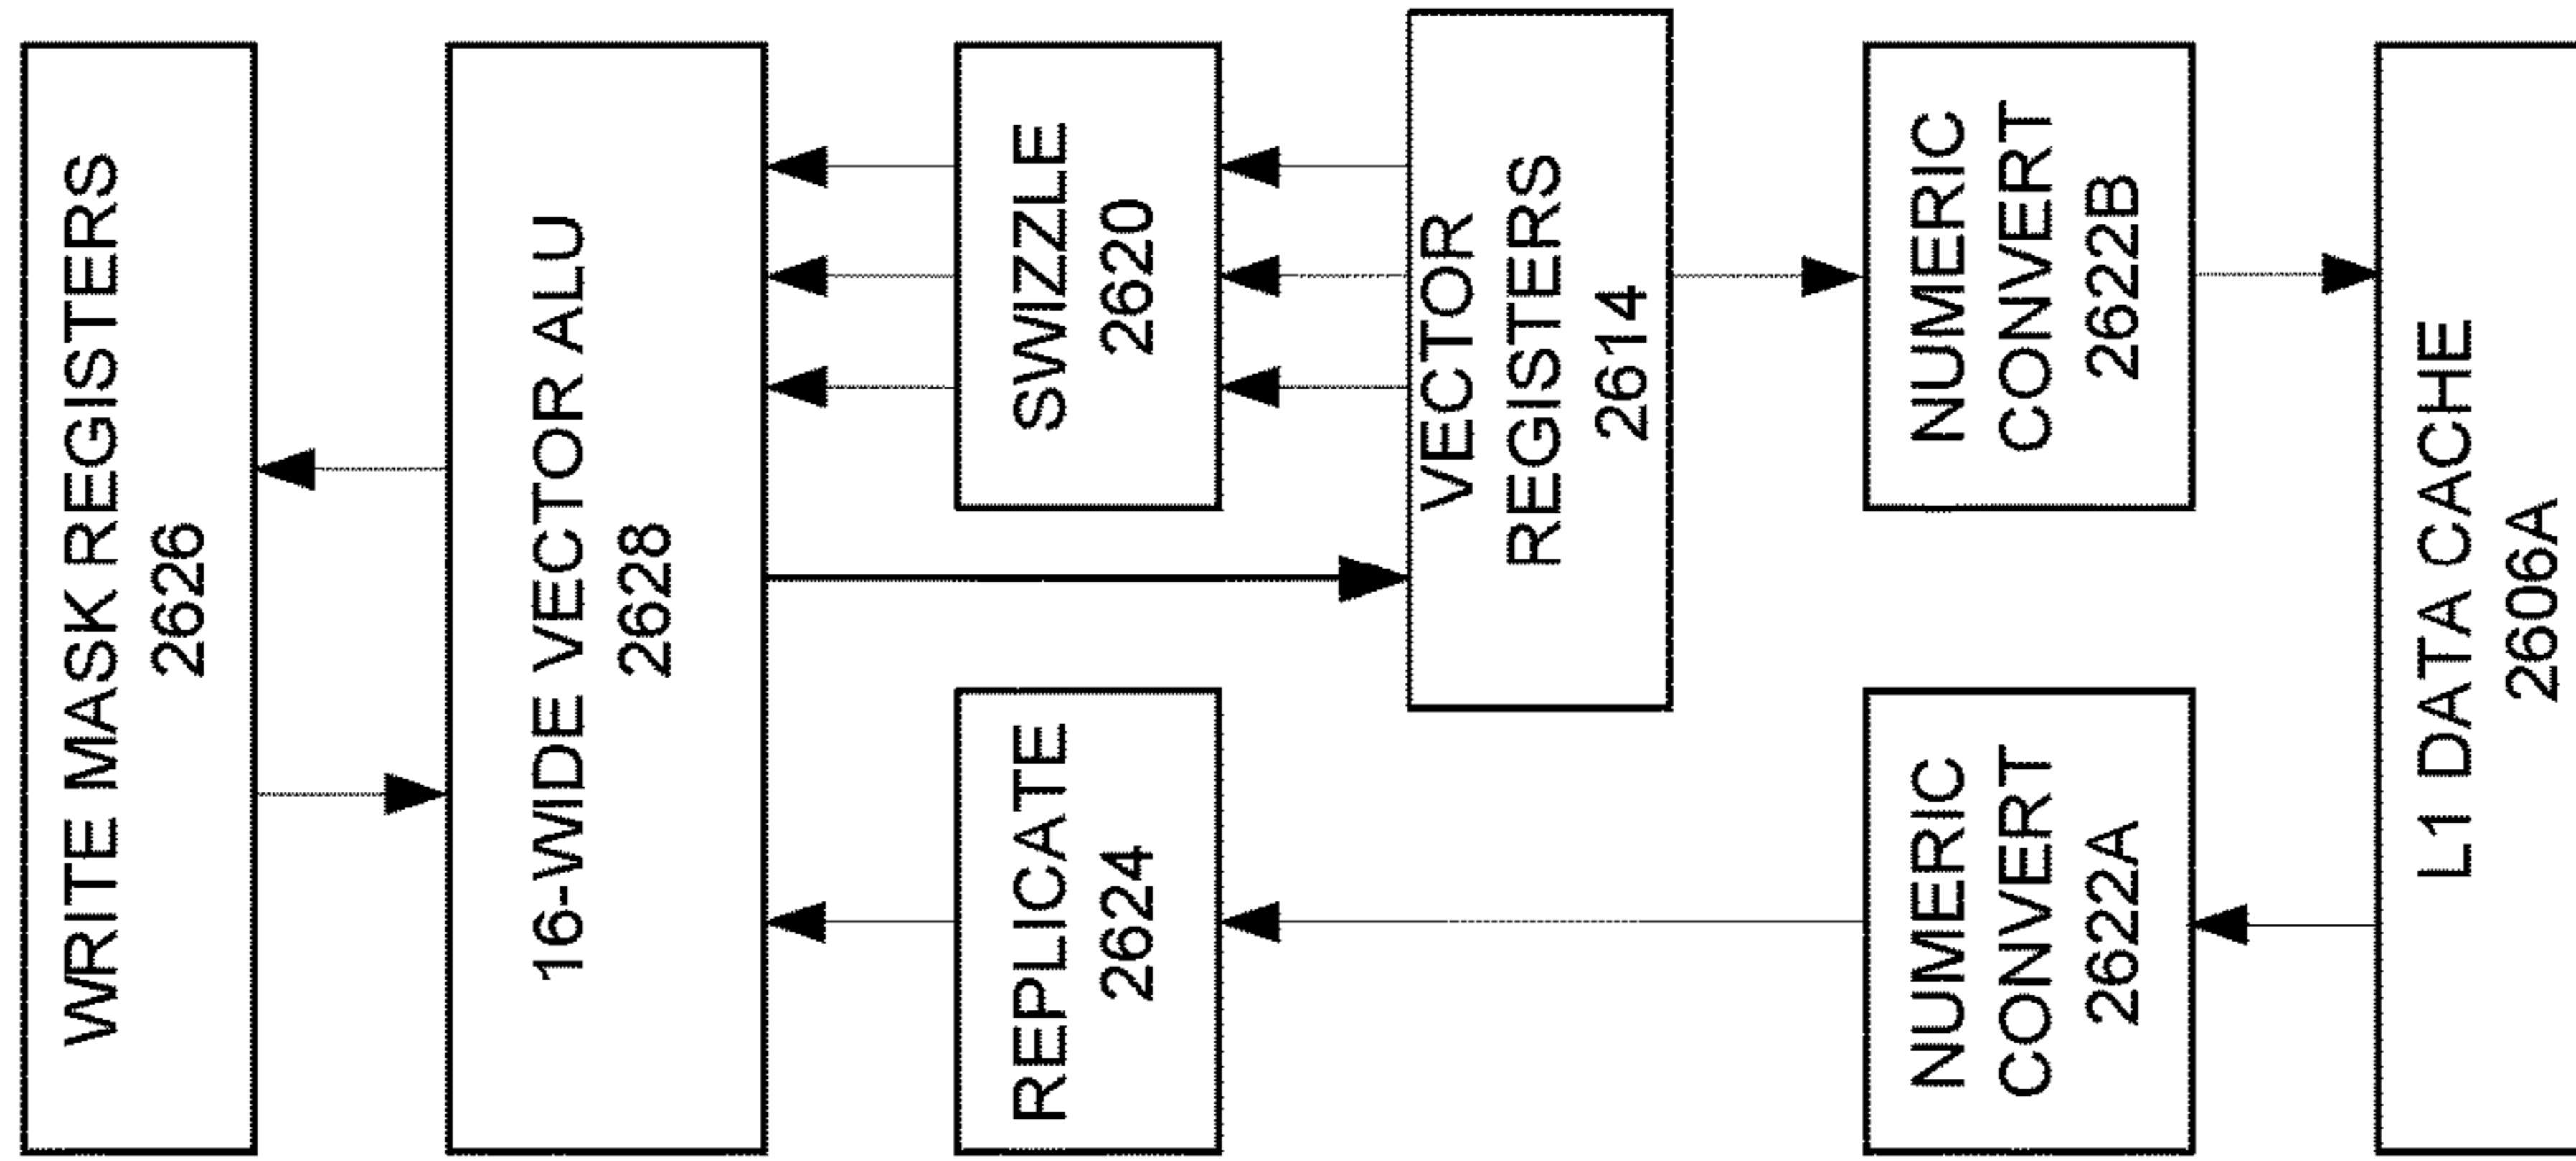 WRITE MASK REGISTERS
2626
16-WIDE VECTOR ALU
2628
REPLICATE
2624
SWIZZLE
2620
VECTOR
REGISTERS
2614
NUMERIC
CONVERT
2622A
NUMERIC
CONVERT
2622B
L1 DATA CACHE
2606A